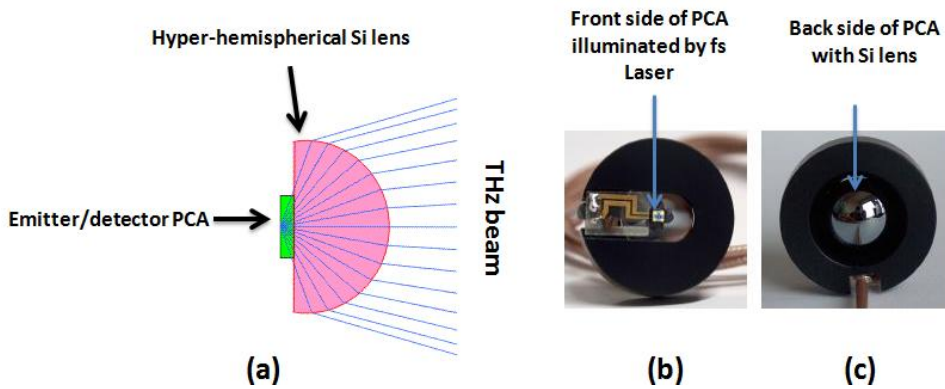 Hyper-hemispherical Si lens
Emitter/detector PCA
THz beam
(a)
Front side of PCA
illuminated by fs
Laser
(b)
Back side of PCA
with Si lens
(c)